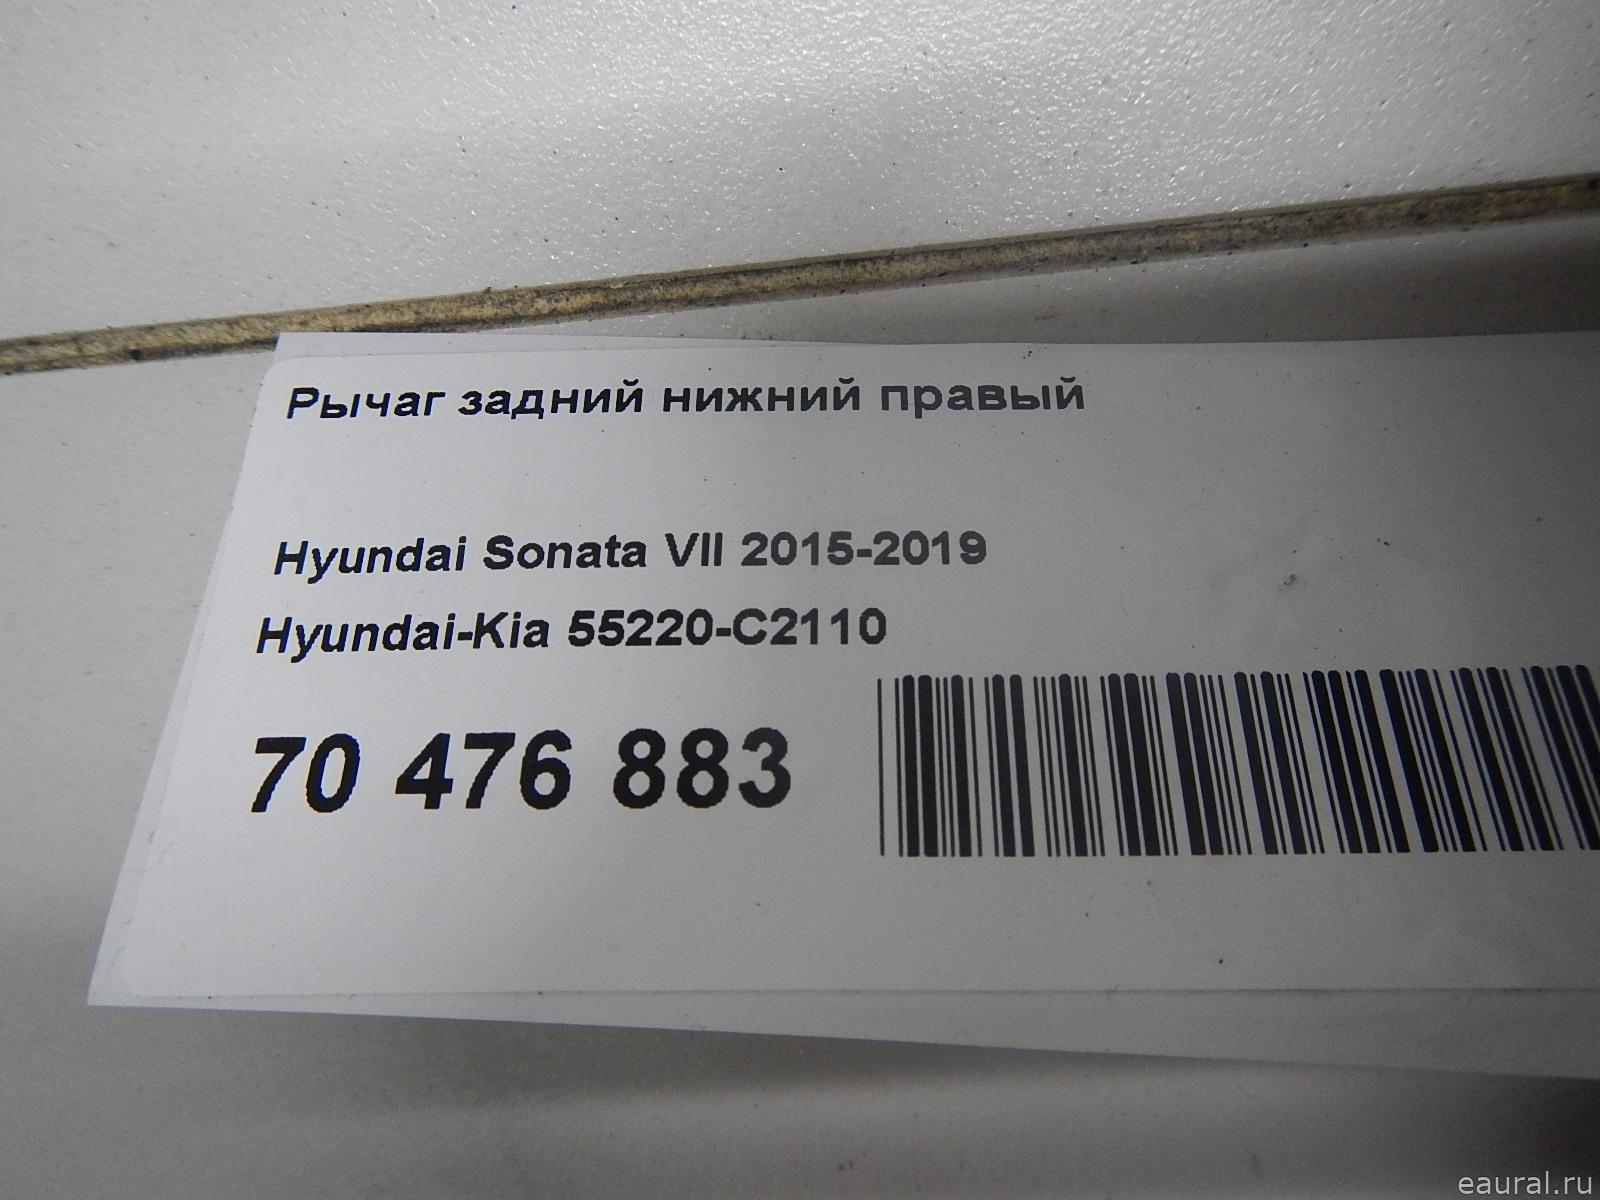 Рычаг задний нижний правый
Hyundai Sonata VII 2015-2019
Hyundai-Kia 55220-C2110
70 476 883
eaural.ru